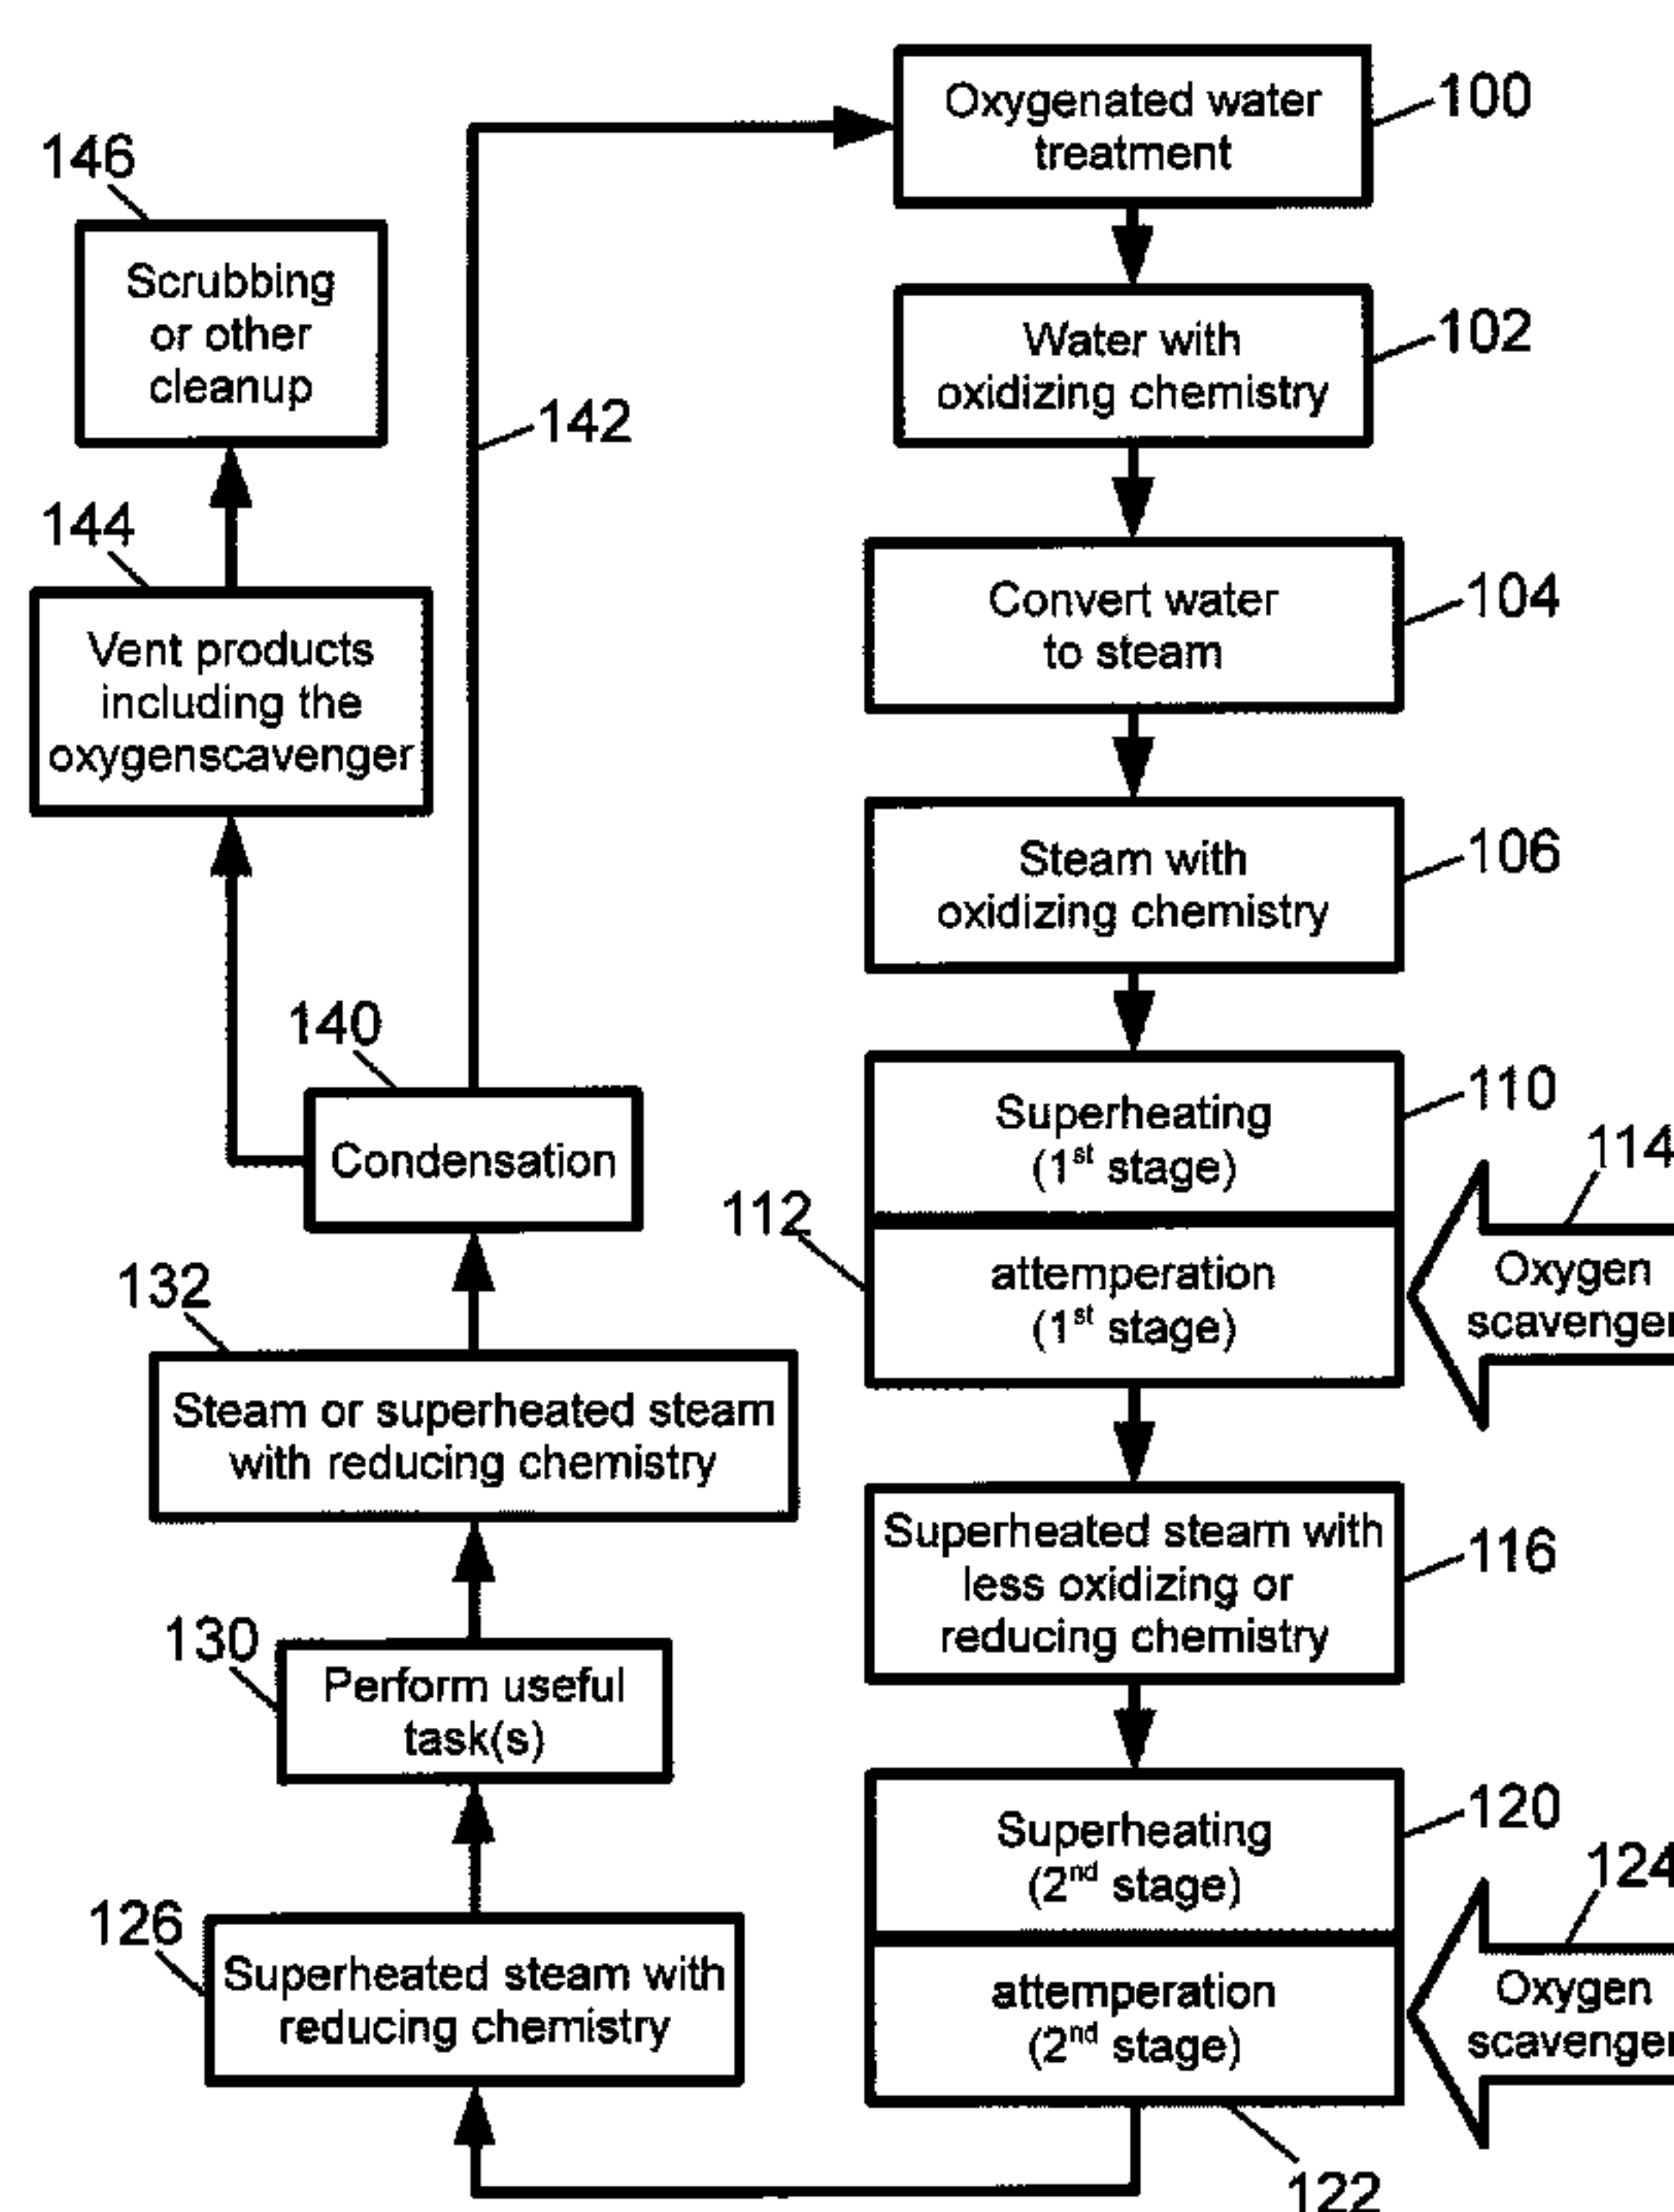 Oxygenated water
treatment
100
Water with
oxidizing chemistry
102
Convert water
to steam
104
Steam with
oxidizing chemistry
106
Superheating
(1st stage)
110
attemperation
(1st stage)
112
114
Oxygen
scavenger
Superheated steam with
less oxidizing or
reducing chemistry
116
Superheating
(2nd stage)
120
attemperation
(2nd stage)
122
124
Oxygen
scavenger
126
Superheated steam with
reducing chemistry
130
Perform useful
task(s)
132
Steam or superheated steam
with reducing chemistry
140
Condensation
142
144
Vent products
including the
oxygenscavenger
146
Scrubbing
or other
cleanup